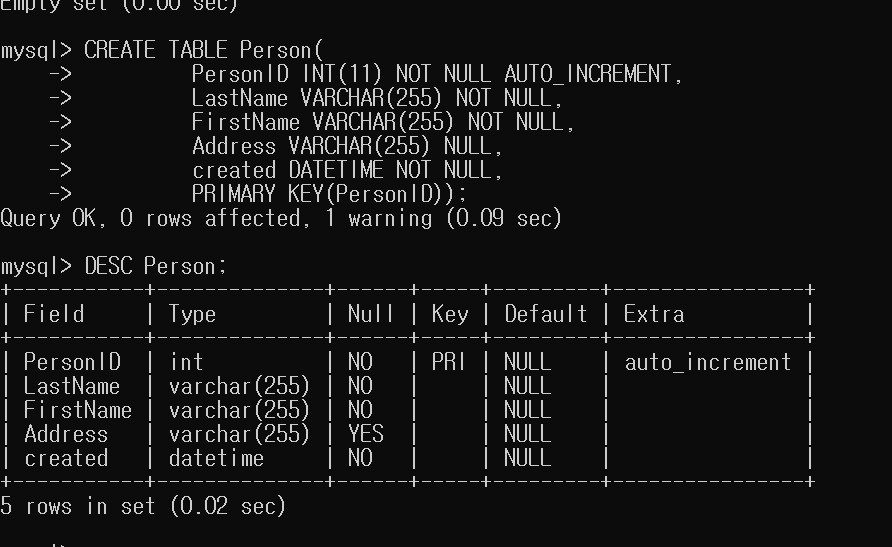 Empty set (0.00 sec)
mysql> CREATE TABLE Person(
    ->          PersonID INT(11) NOT NULL AUTO_INCREMENT,
    ->          LastName VARCHAR(255) NOT NULL,
    ->          FirstName VARCHAR(255) NOT NULL,
    ->          Address VARCHAR(255) NULL,
    ->          created DATETIME NOT NULL,
    ->          PRIMARY KEY(PersonID));
Query OK, 0 rows affected, 1 warning (0.09 sec)
mysql> DESC Person;
+-----------+--------------+------+-----+---------+----------------+
| Field     | Type         | Null | Key | Default | Extra          |
+-----------+--------------+------+-----+---------+----------------+
| PersonID  | int          | NO   | PRI | NULL    | auto_increment |
| LastName  | varchar(255) | NO   |     | NULL    |                |
| FirstName | varchar(255) | NO   |     | NULL    |                |
| Address   | varchar(255) | YES  |     | NULL    |                |
| created   | datetime     | NO   |     | NULL    |                |
+-----------+--------------+------+-----+---------+----------------+
5 rows in set (0.02 sec)